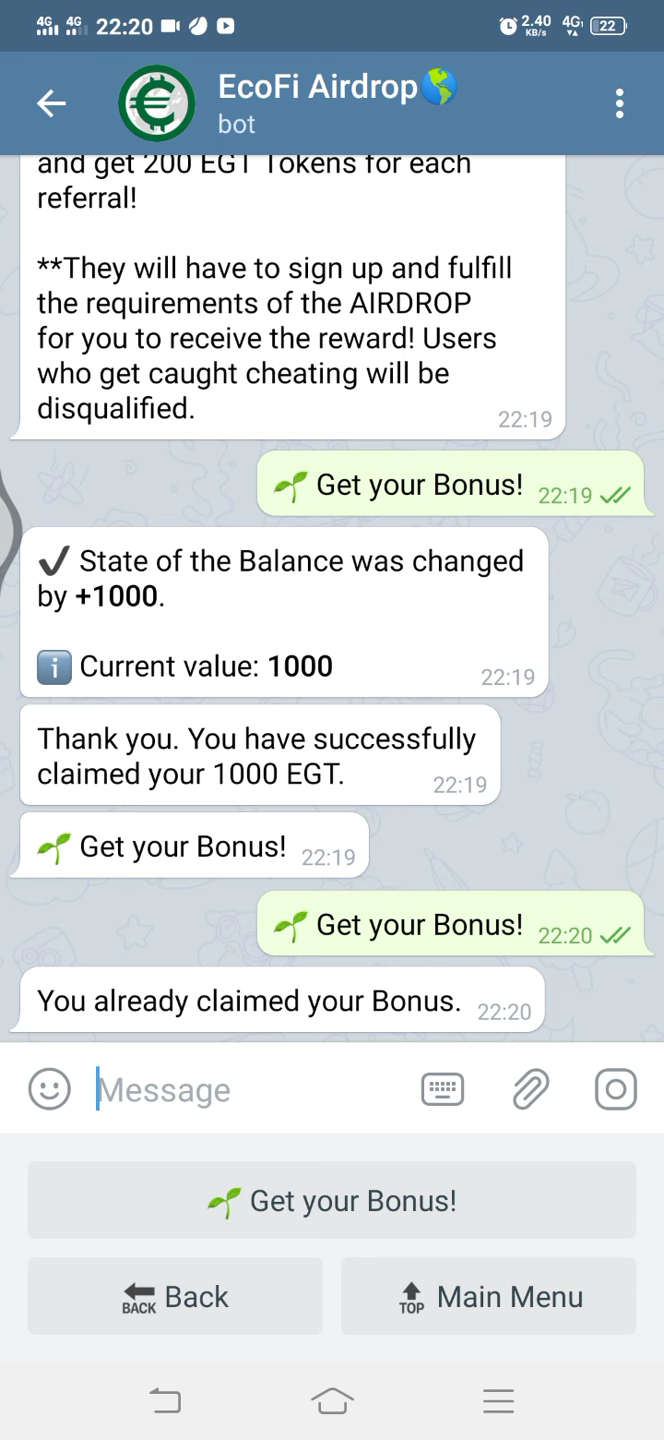 4G 4G 22:20 2.40 KB/s 4G 22
EcoFi Airdrop
bot
and get 200 EGT Tokens for each
referral!
**They will have to sign up and fulfill
the requirements of the AIRDROP
for you to receive the reward! Users
who get caught cheating will be
disqualified.
22:19
Get your Bonus! 22:19
State of the Balance was changed
by +1000.
Current value: 1000
22:19
Thank you. You have successfully
claimed your 1000 EGT.
22:19
Get your Bonus! 22:19
Get your Bonus! 22:20
You already claimed your Bonus. 22:20
Message
Get your Bonus!
BACK Back
TOP Main Menu